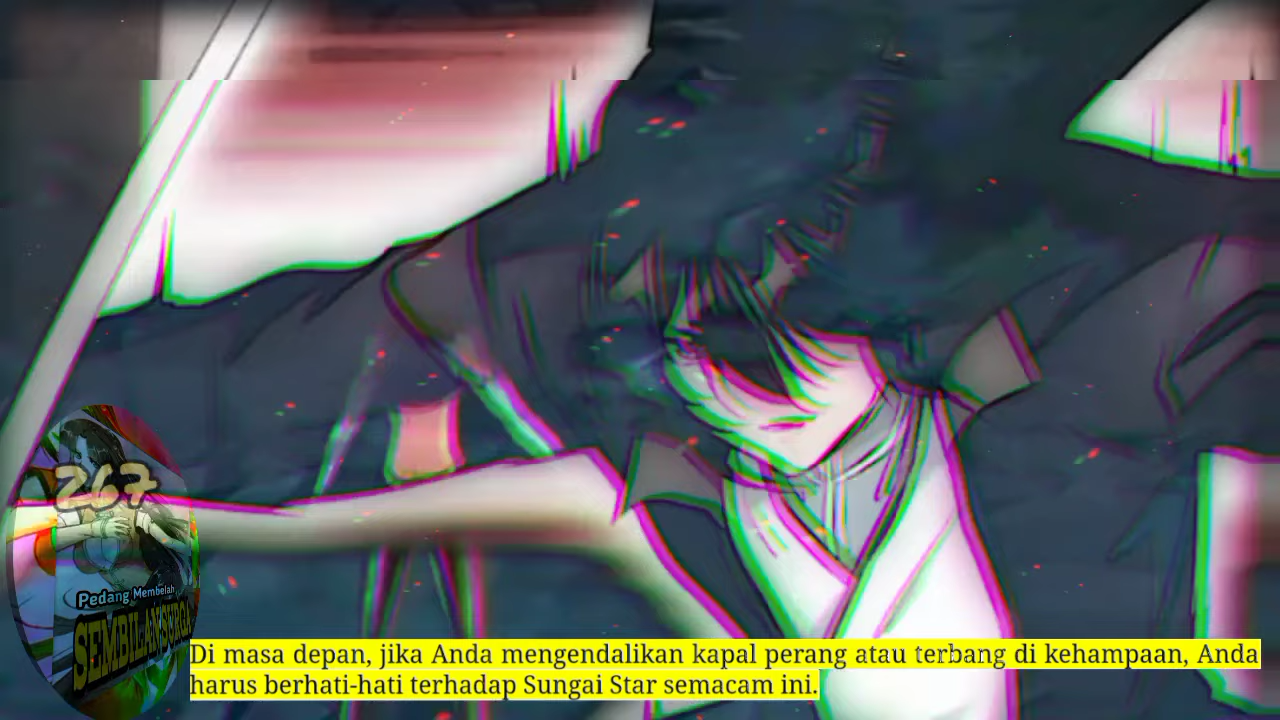 267
Pedang Membelah
SEMBILAN SURGA
Di masa depan, jika Anda mengendalikan kapal perang atau terbang di kehampaan, Anda
harus berhati-hati terhadap Sungai Star semacam ini.